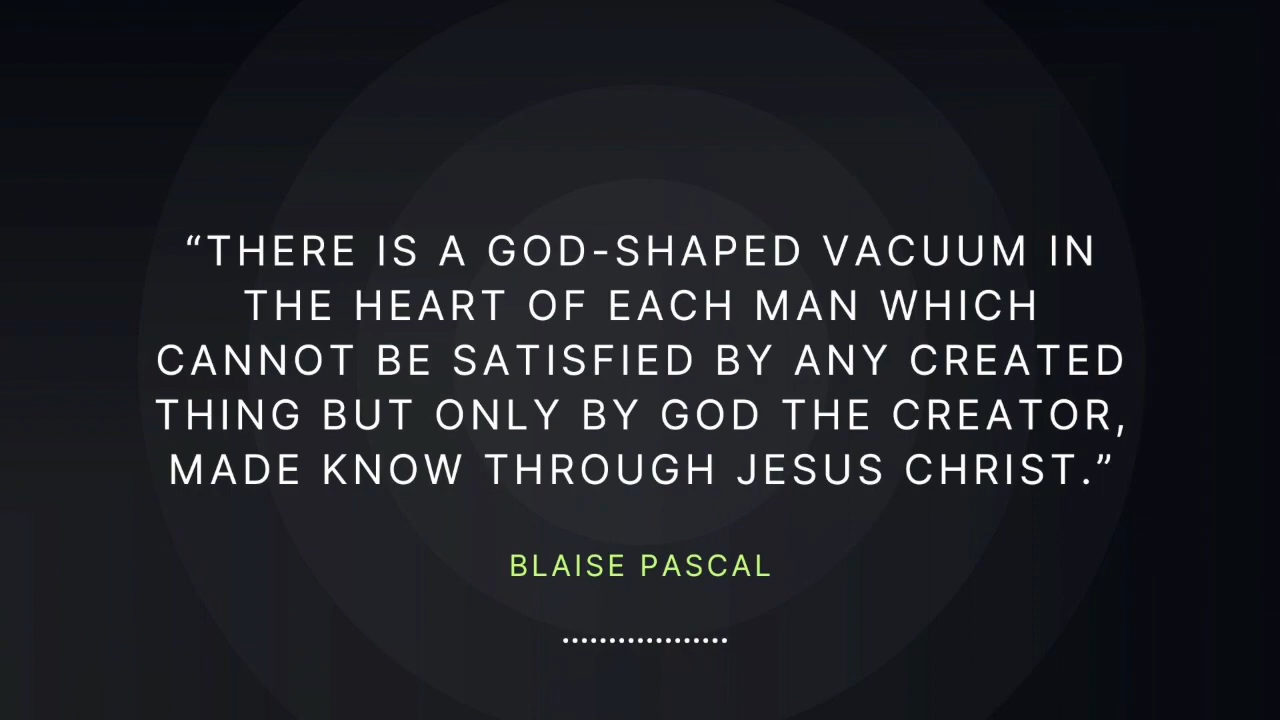 “THERE IS A GOD-SHAPED VACUUM IN
THE HEART OF EACH MAN WHICH
CANNOT BE SATISFIED BY ANY CREATED
THING BUT ONLY BY GOD THE CREATOR,
MADE KNOW THROUGH JESUS CHRIST.”
BLAISE PASCAL